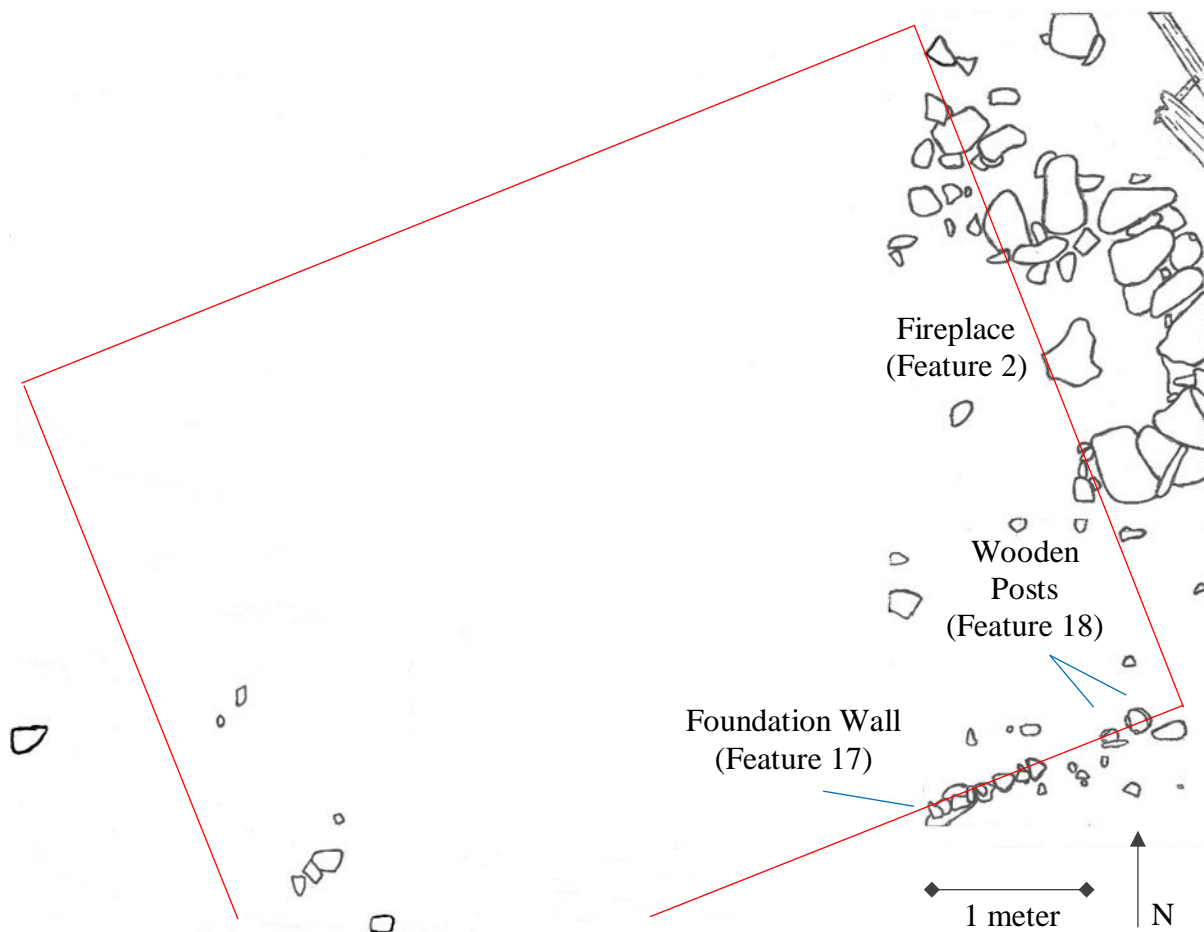 Fireplace
(Feature 2)
Wooden
Posts
(Feature 18)
Foundation Wall
(Feature 17)
1 meter
N